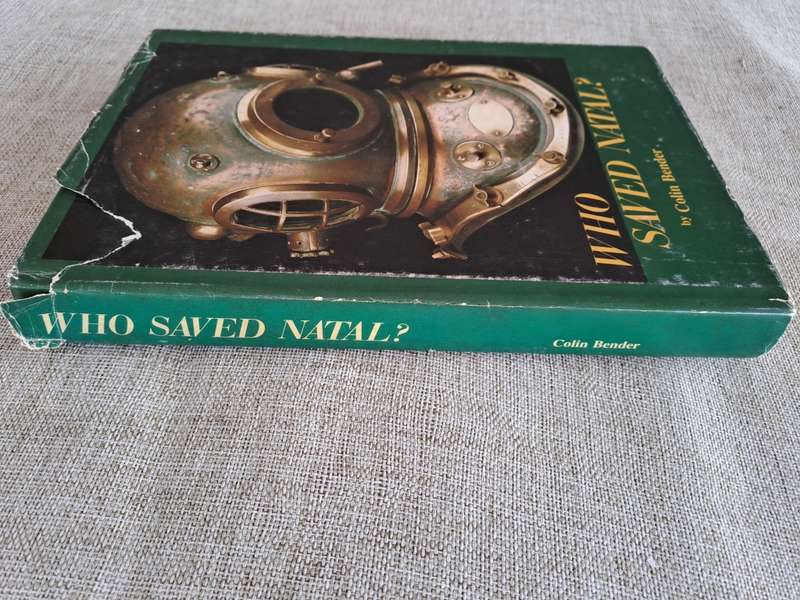 WHO
SAVED NATAL?
by Colin Bender
WHO SAVED NATAL?
Colin Bender